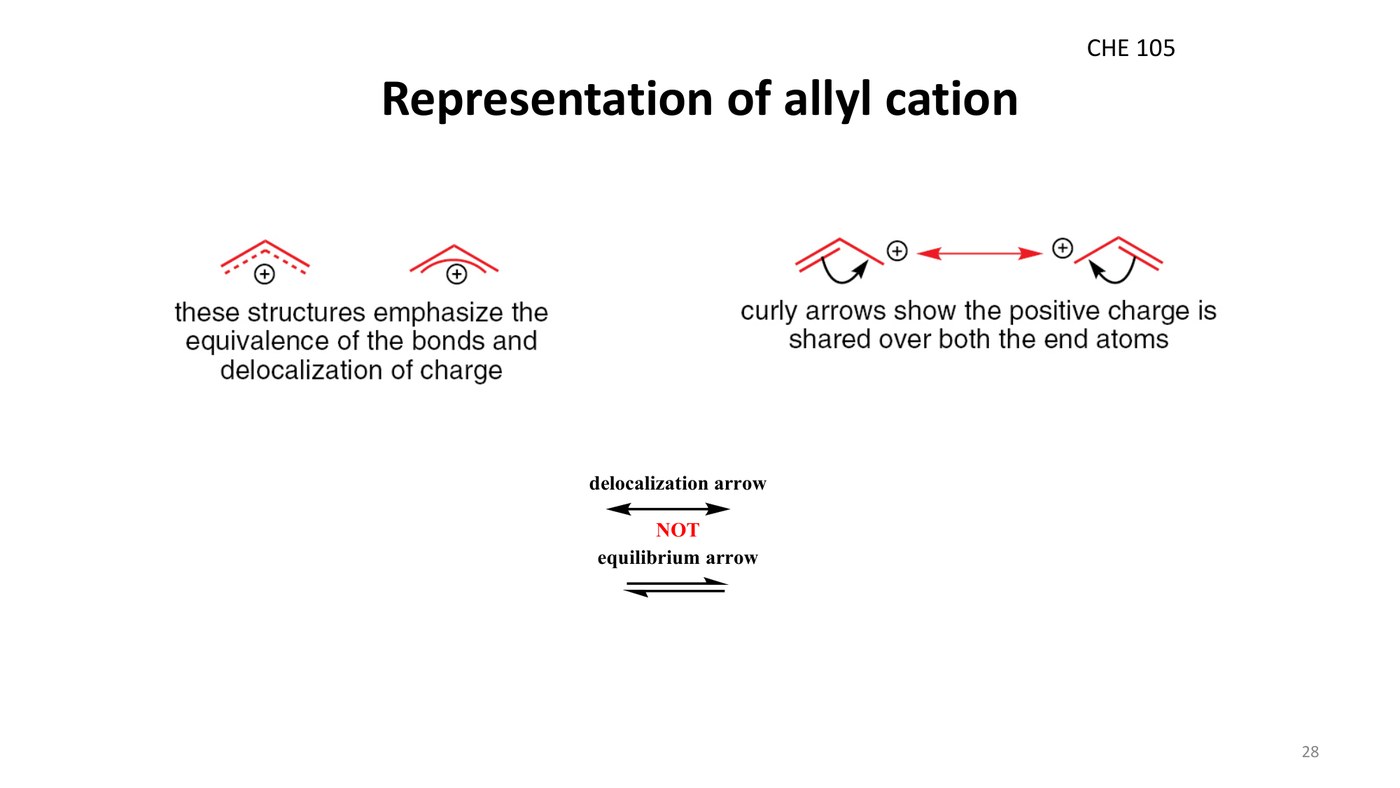 CHE 105
Representation of allyl cation
these structures emphasize the
equivalence of the bonds and
delocalization of charge
curly arrows show the positive charge is
shared over both the end atoms
delocalization arrow
NOT
equilibrium arrow
28